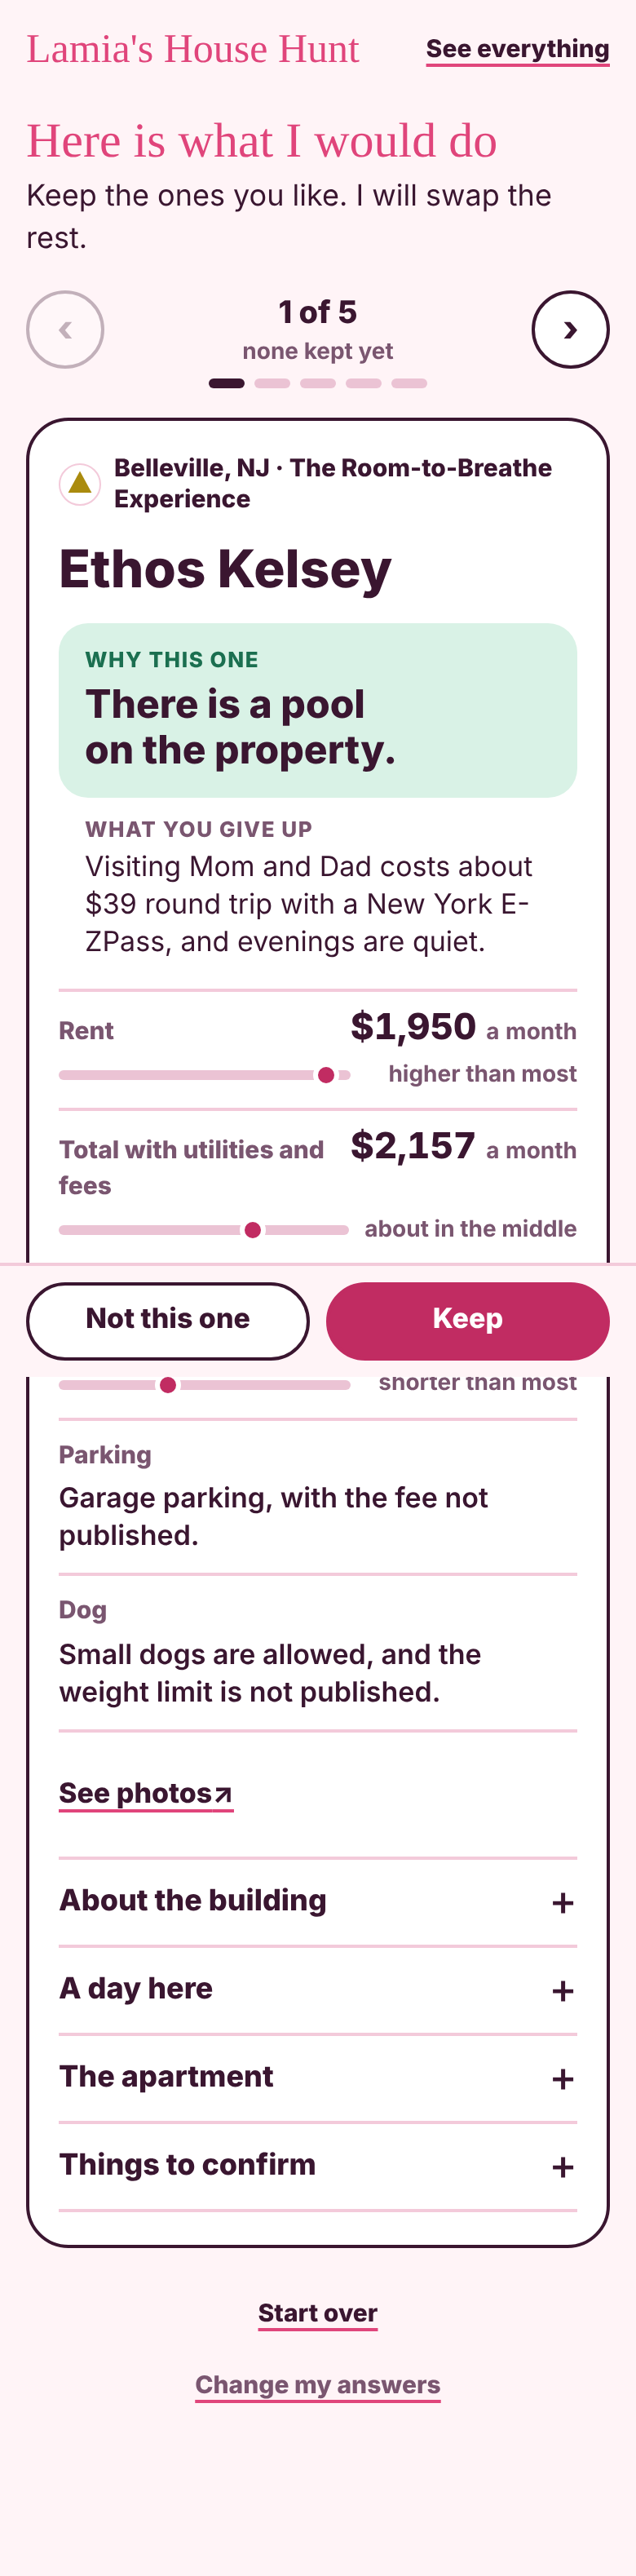 Lamia's House Hunt
See everything
Here is what I would do
Keep the ones you like. I will swap the
rest.
‹
1 of 5
›
none kept yet
Belleville, NJ · The Room-to-Breathe
Experience
Ethos Kelsey
WHY THIS ONE
There is a pool
on the property.
WHAT YOU GIVE UP
Visiting Mom and Dad costs about
$39 round trip with a New York E-
ZPass, and evenings are quiet.
Rent
$1,950 a month
higher than most
Total with utilities and
fees
$2,157 a month
about in the middle
Not this one
Keep
shorter than most
Parking
Garage parking, with the fee not
published.
Dog
Small dogs are allowed, and the
weight limit is not published.
See photos↗
About the building +
A day here +
The apartment +
Things to confirm +
Start over
Change my answers